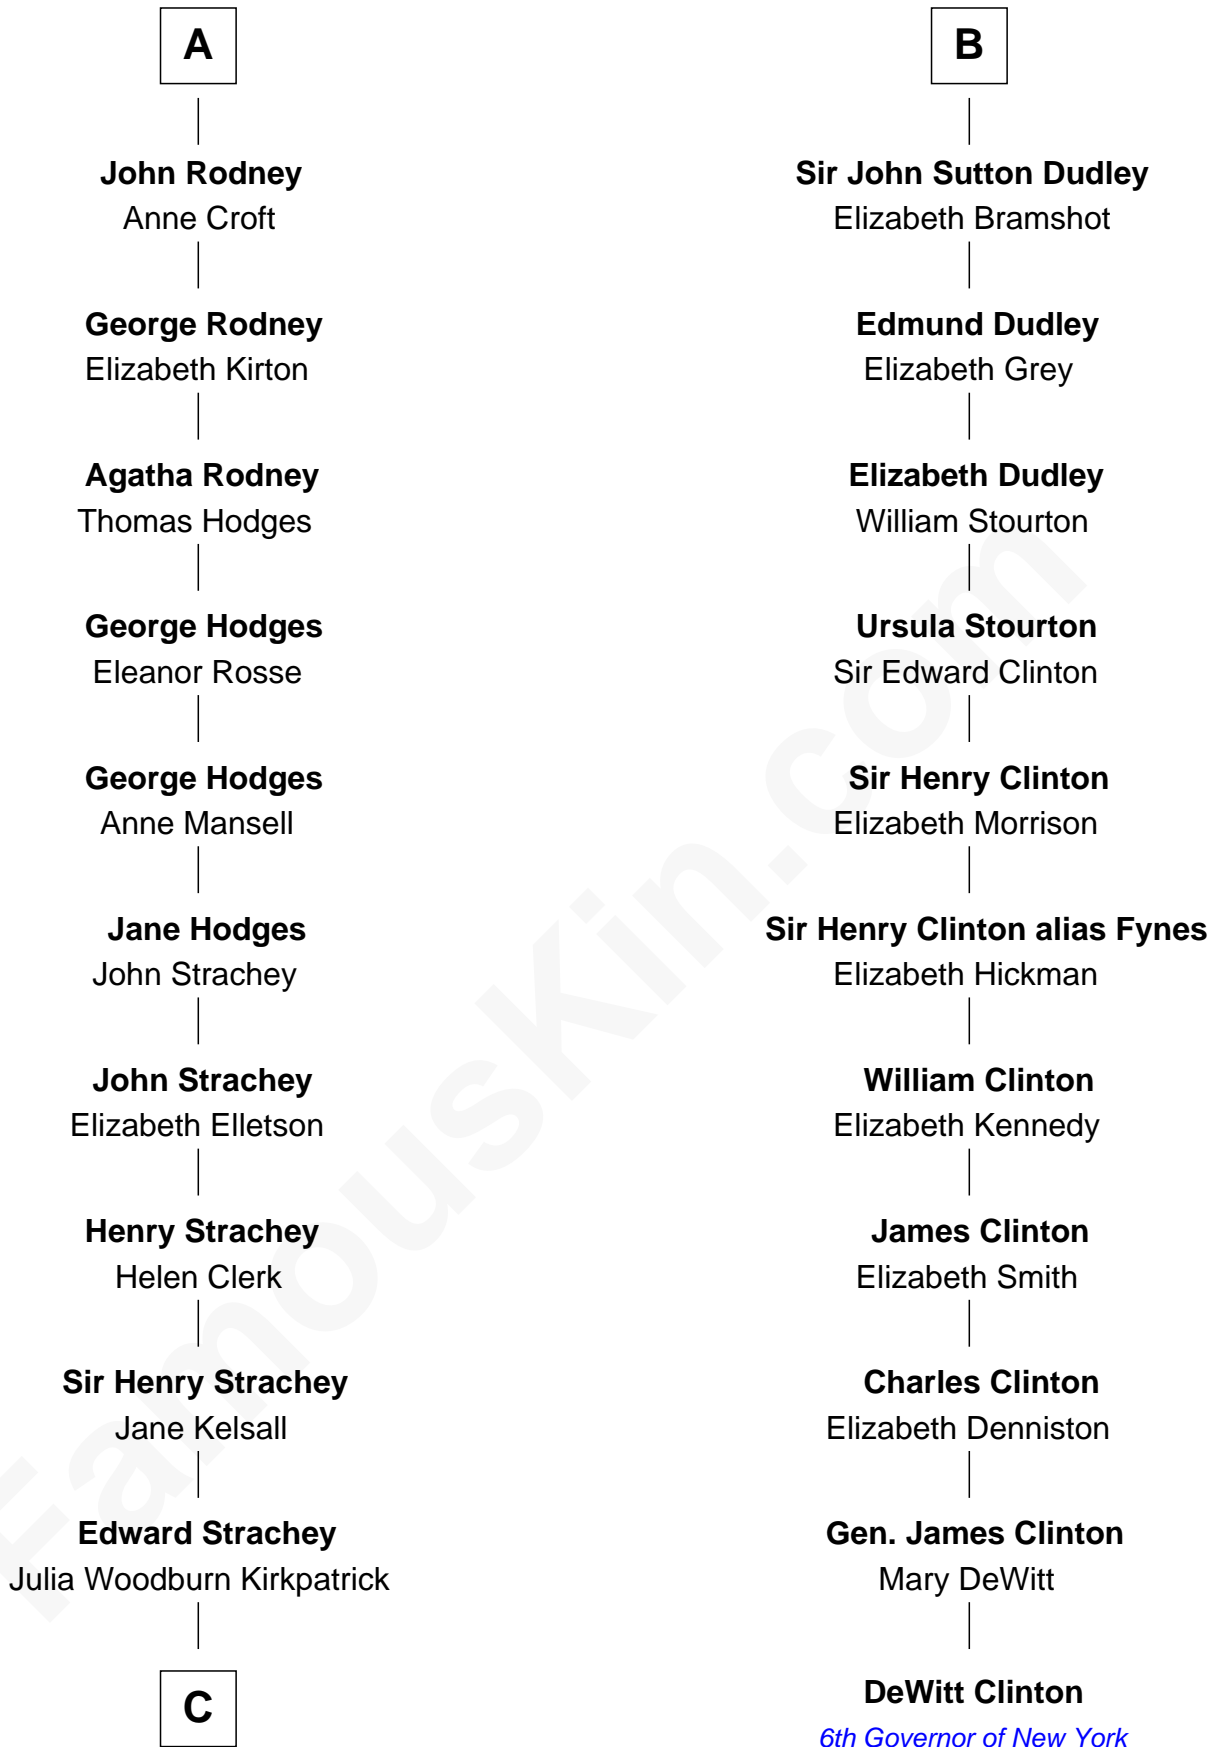 A
John Rodney
Anne Croft
George Rodney
Elizabeth Kirton
Agatha Rodney
Thomas Hodges
George Hodges
Eleanor Rosse
George Hodges
Anne Mansell
Jane Hodges
John Strachey
John Strachey
Elizabeth Elletson
Henry Strachey
Helen Clerk
Sir Henry Strachey
Jane Kelsall
Edward Strachey
Julia Woodburn Kirkpatrick
C
B
Sir John Sutton Dudley
Elizabeth Bramshot
Edmund Dudley
Elizabeth Grey
Elizabeth Dudley
William Stourton
Ursula Stourton
Sir Edward Clinton
Sir Henry Clinton
Elizabeth Morrison
Sir Henry Clinton alias Fynes
Elizabeth Hickman
William Clinton
Elizabeth Kennedy
James Clinton
Elizabeth Smith
Charles Clinton
Elizabeth Denniston
Gen. James Clinton
Mary DeWitt
DeWitt Clinton
6th Governor of New York
FamousKin.com